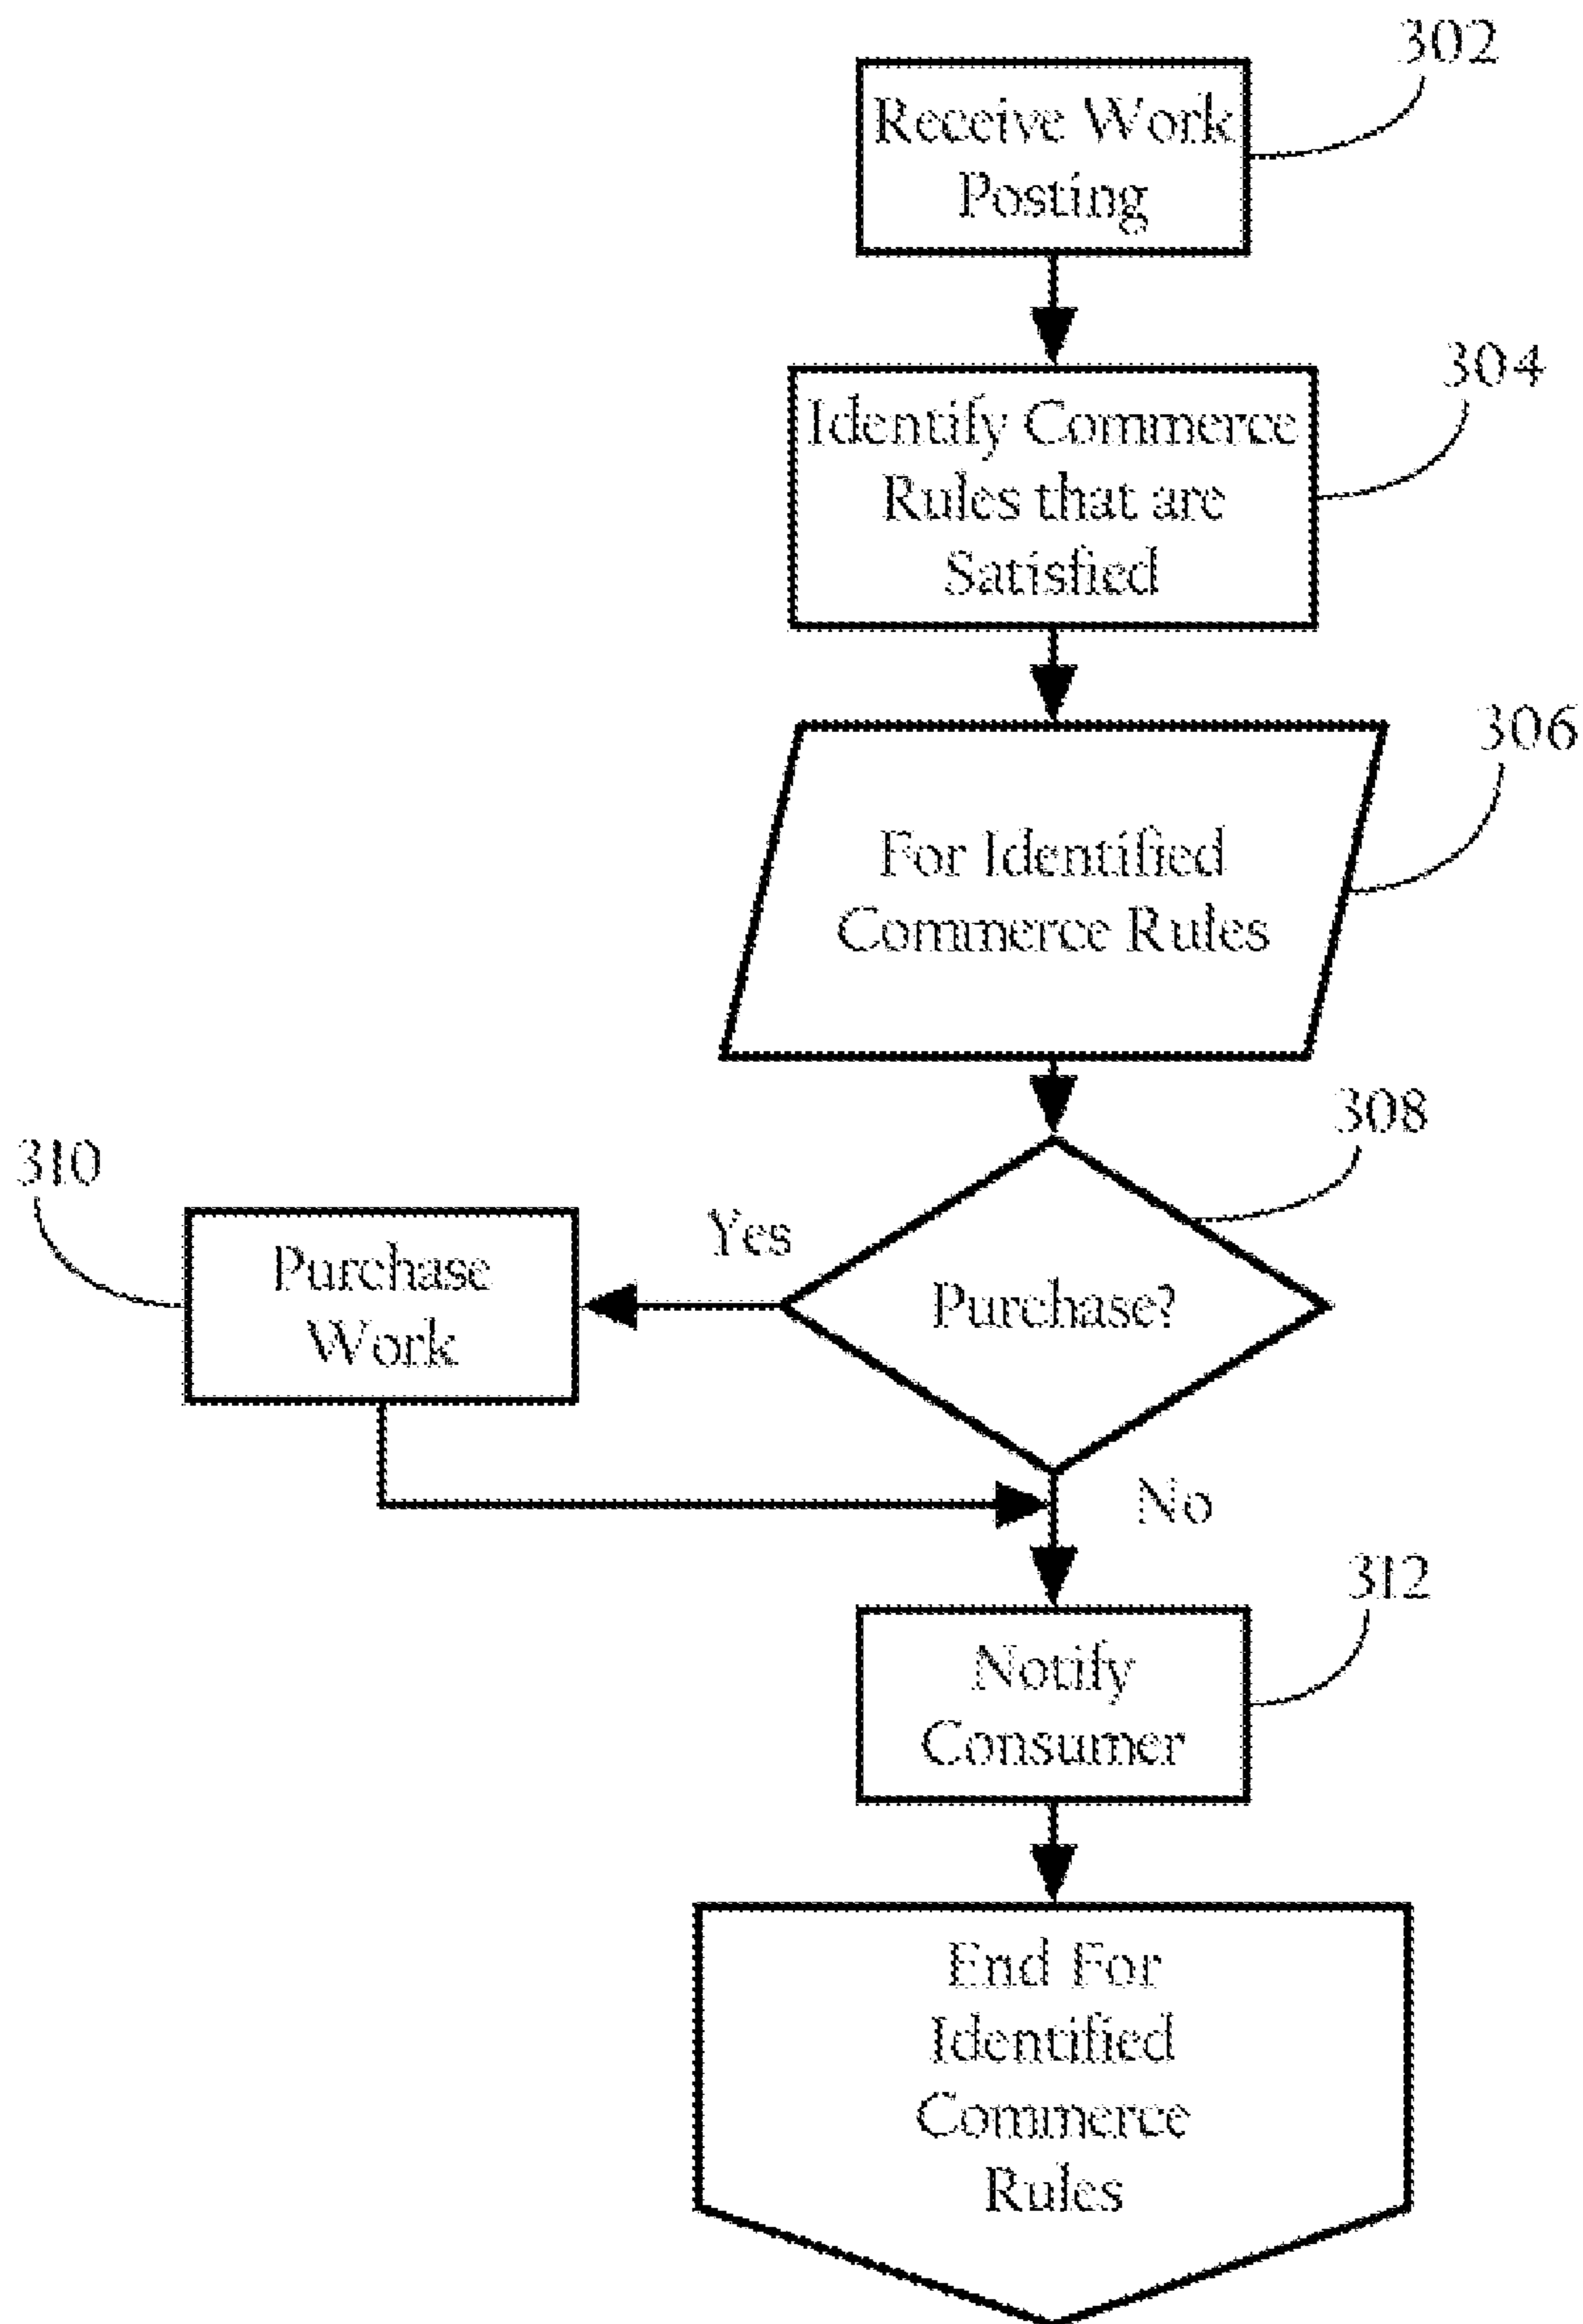 302
Receive Work
Posting
304
Identify Commerce
Rules that are
Satisfied
306
For Identified
Commerce Rules
308
310
Yes
Purchase
Work
Purchase?
No
312
Notify
Consumer
End For
Identified
Commerce
Rules